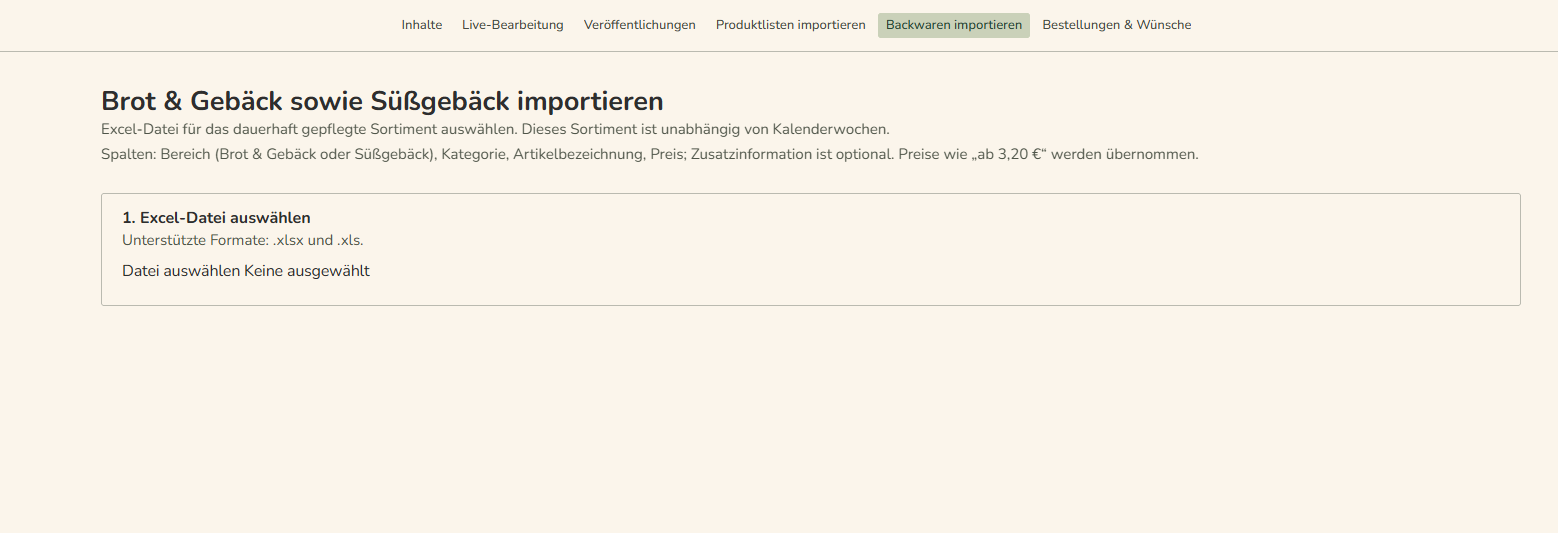 Inhalte Live-Bearbeitung Veröffentlichungen Produktlisten importieren Backwaren importieren Bestellungen & Wünsche
Brot & Gebäck sowie Süßgebäck importieren
Excel-Datei für das dauerhaft gepflegte Sortiment auswählen. Dieses Sortiment ist unabhängig von Kalenderwochen.
Spalten: Bereich (Brot & Gebäck oder Süßgebäck), Kategorie, Artikelbezeichnung, Preis; Zusatzinformation ist optional. Preise wie „ab 3,20 €“ werden übernommen.
1. Excel-Datei auswählen
Unterstützte Formate: .xlsx und .xls.
Datei auswählen Keine ausgewählt